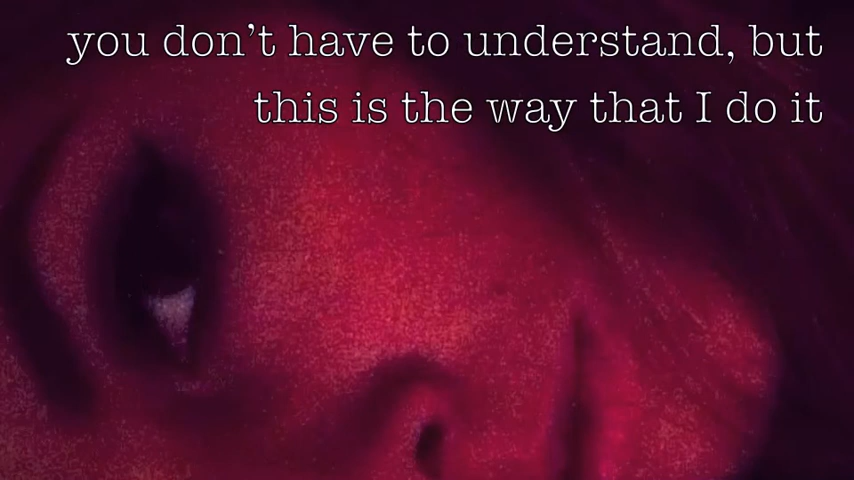 you don’t have to understand, but
this is the way that I do it